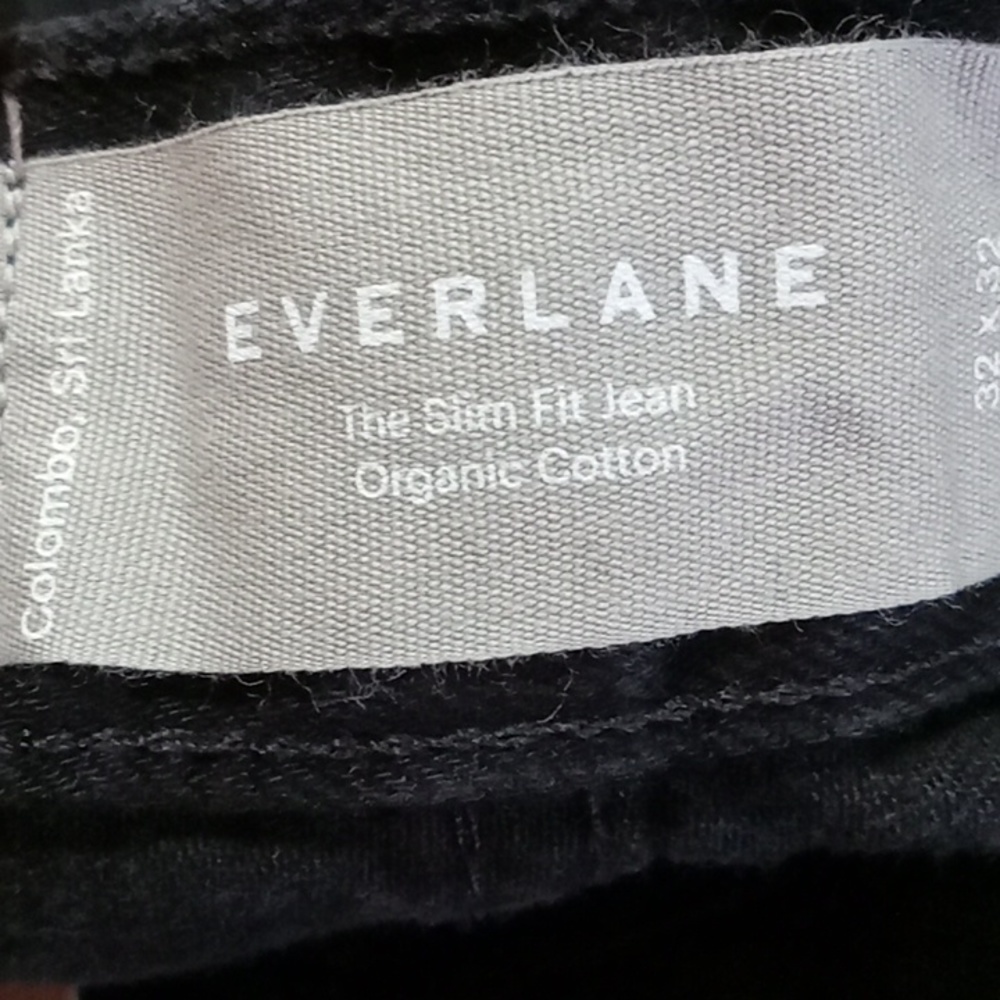 Colombo, Sri Lanka
EVERLANE
The Slim Fit Jean
Organic Cotton
32 x 32